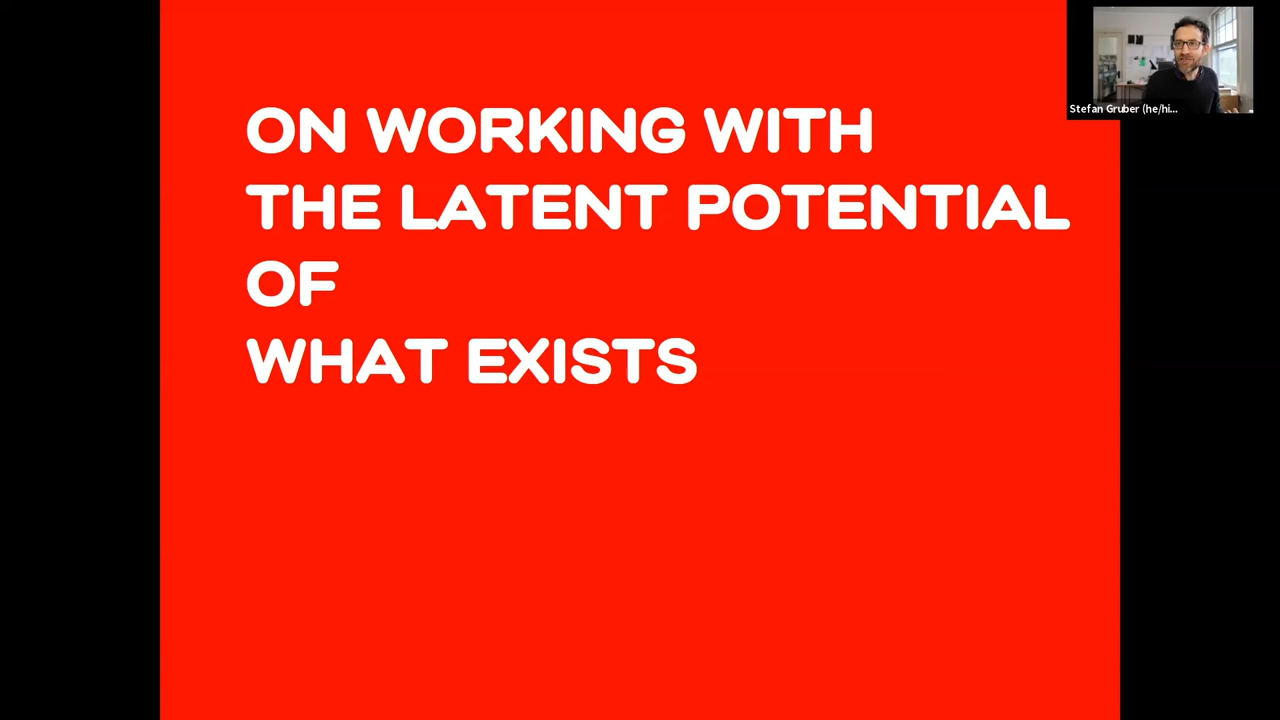 ON WORKING WITH
THE LATENT POTENTIAL
OF
WHAT EXISTS
Stefan Gruber (he/hi...